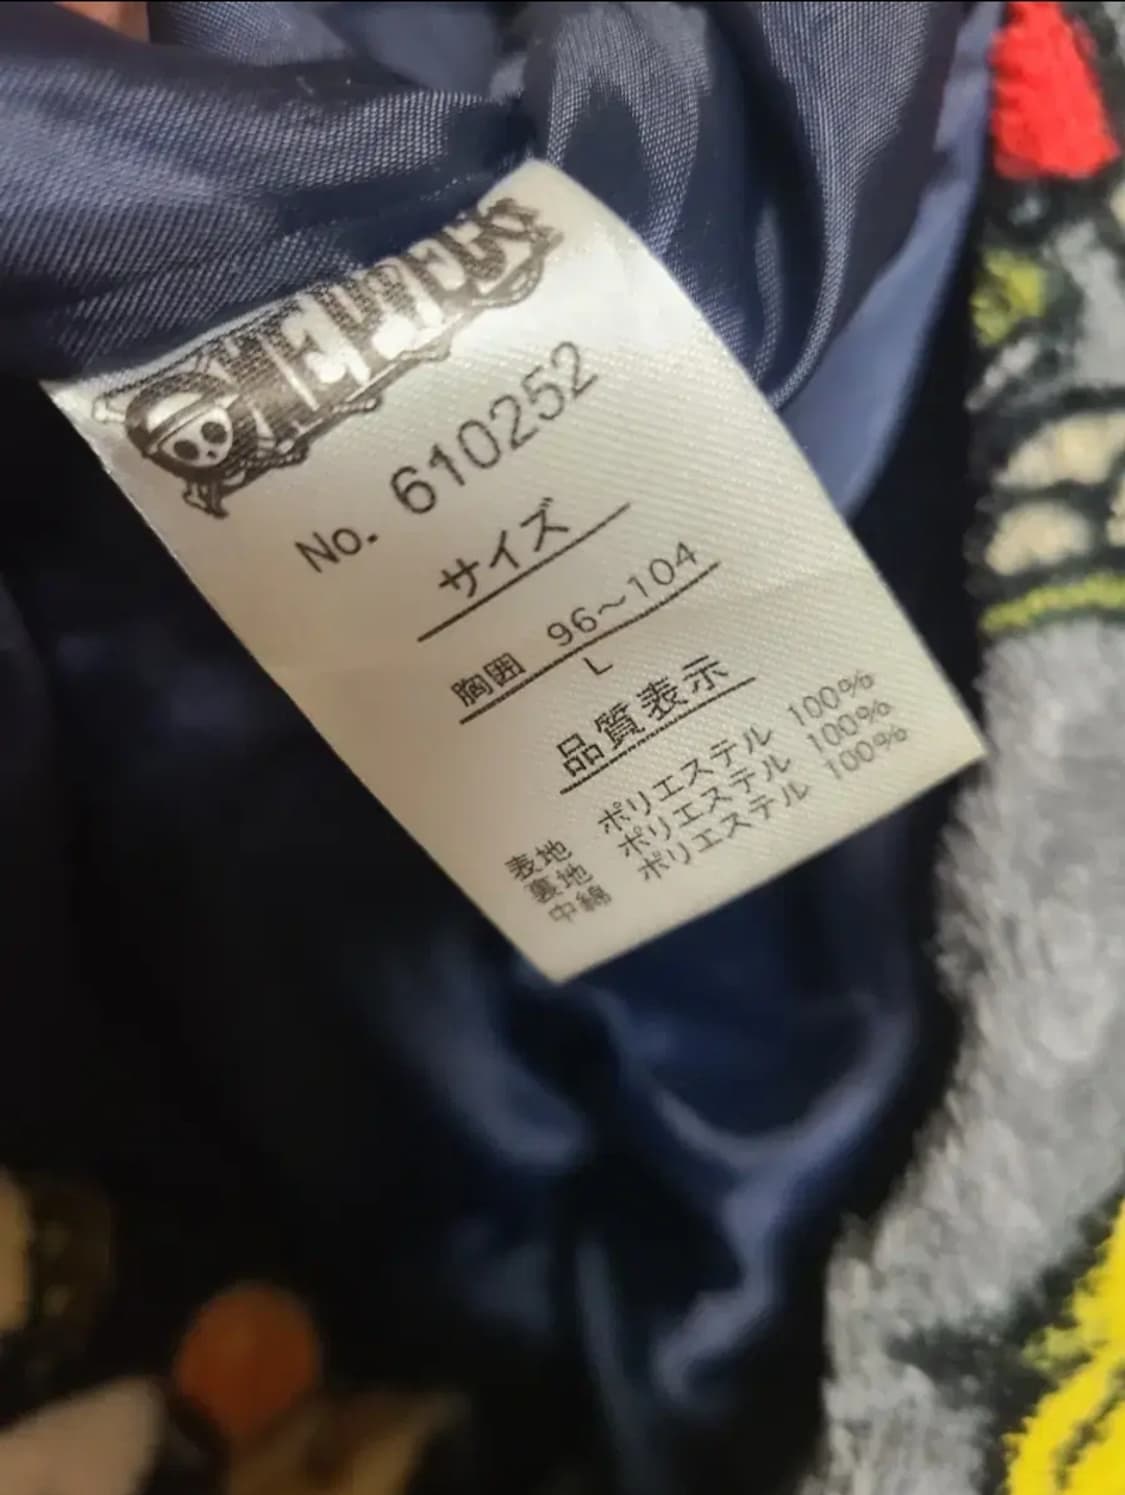 ONE PIECE
No. 610252
サイズ
胸囲 96～104
L
品質表示
表地 ポリエステル 100%
裏地 ポリエステル 100%
中綿 ポリエステル 100%